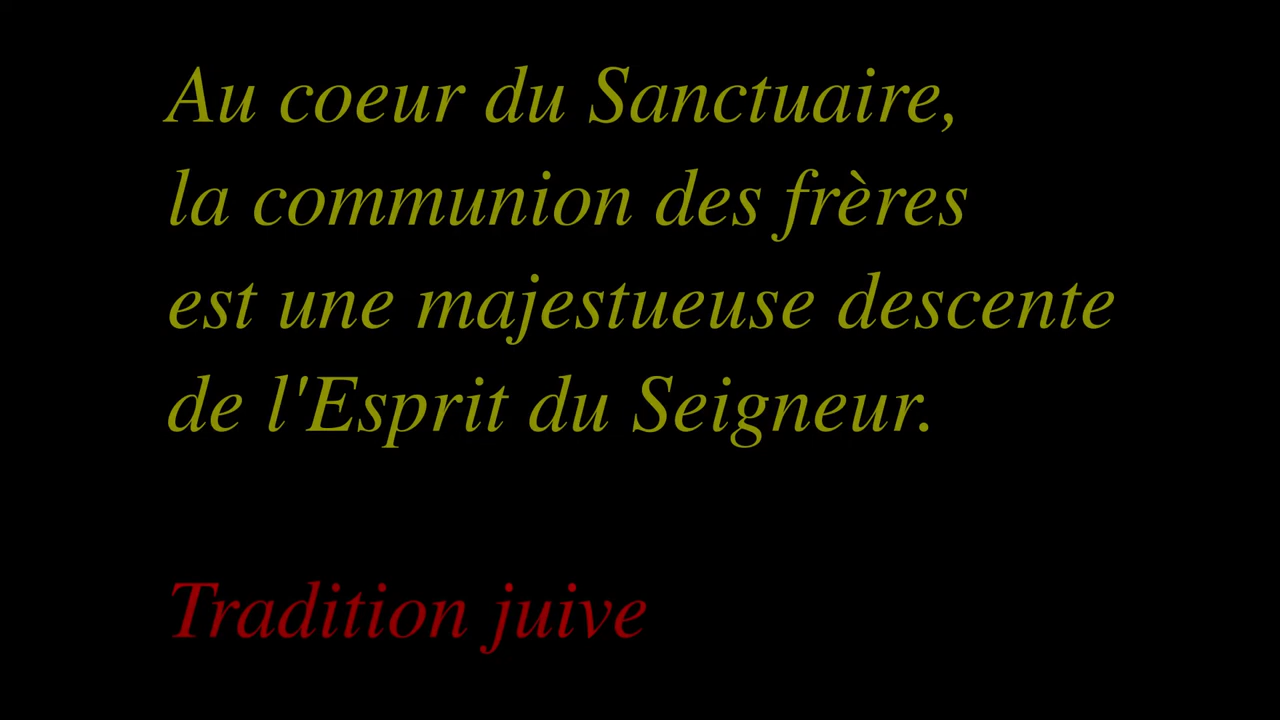 Au coeur du Sanctuaire,
la communion des frères
est une majestueuse descente
de l'Esprit du Seigneur.
Tradition juive